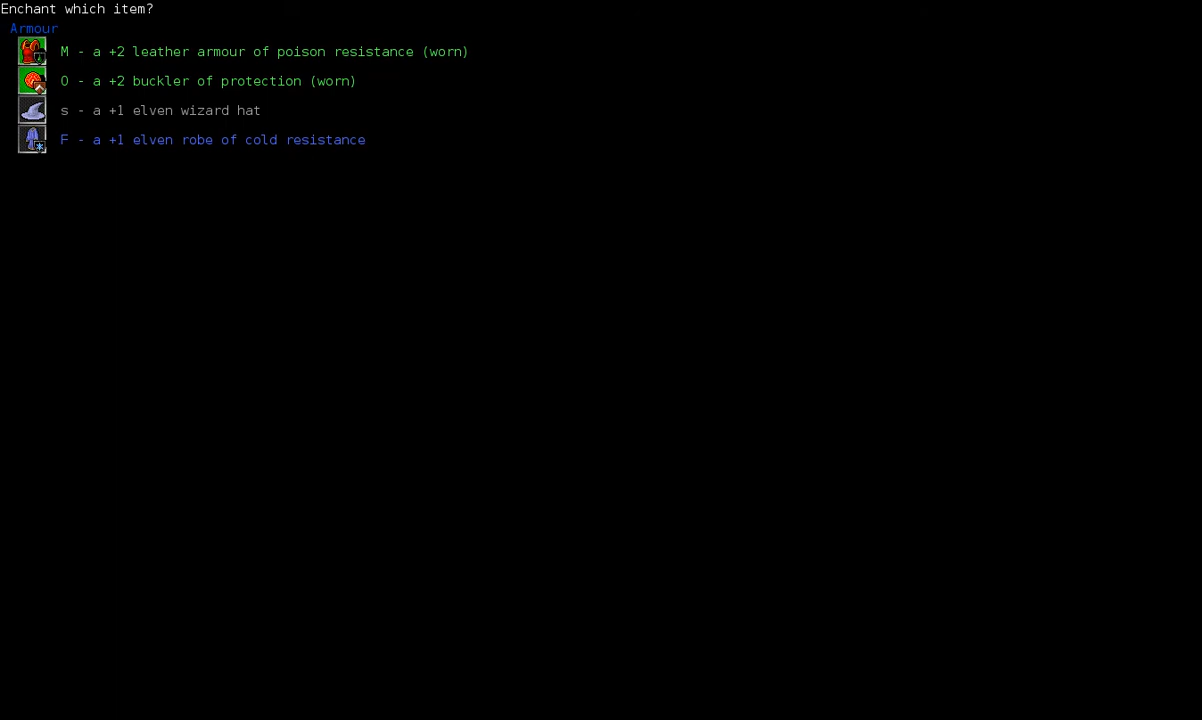 Enchant which item?
Armour
M - a +2 leather armour of poison resistance (worn)
O - a +2 buckler of protection (worn)
s - a +1 elven wizard hat
F - a +1 elven robe of cold resistance